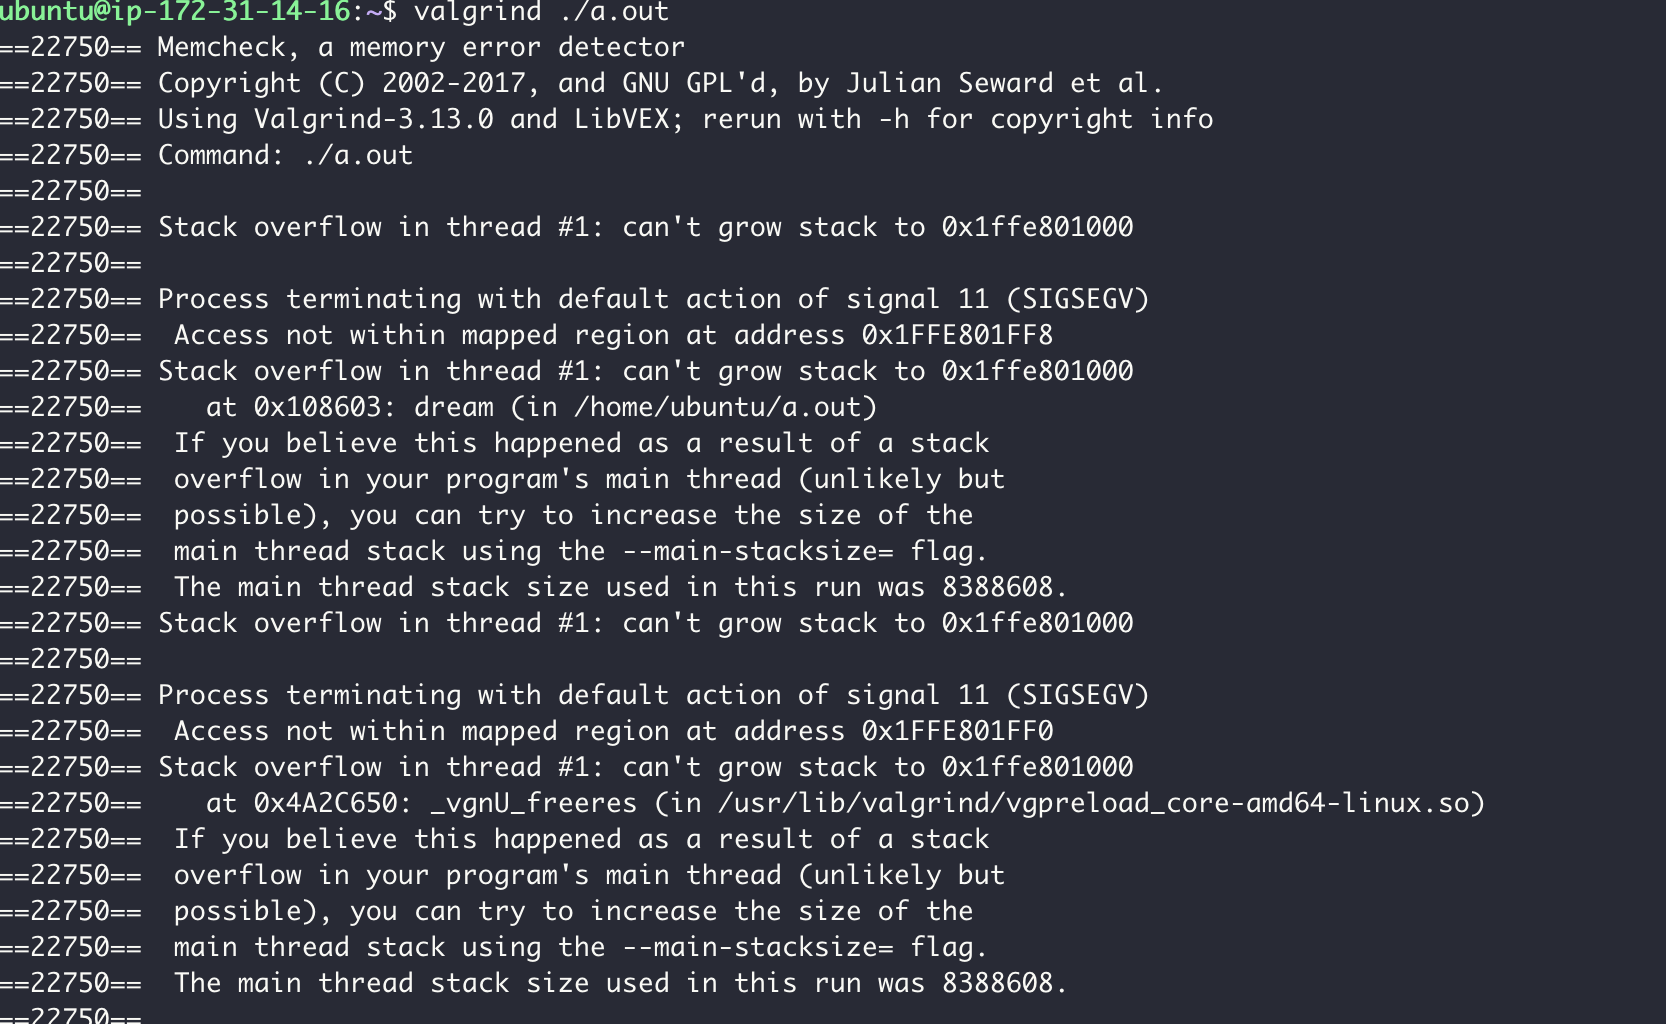 ubuntu@ip-172-31-14-16:~$ valgrind ./a.out
==22750== Memcheck, a memory error detector
==22750== Copyright (C) 2002-2017, and GNU GPL'd, by Julian Seward et al.
==22750== Using Valgrind-3.13.0 and LibVEX; rerun with -h for copyright info
==22750== Command: ./a.out
==22750==
==22750== Stack overflow in thread #1: can't grow stack to 0x1ffe801000
==22750==
==22750== Process terminating with default action of signal 11 (SIGSEGV)
==22750==  Access not within mapped region at address 0x1FFE801FF8
==22750== Stack overflow in thread #1: can't grow stack to 0x1ffe801000
==22750==    at 0x108603: dream (in /home/ubuntu/a.out)
==22750==  If you believe this happened as a result of a stack
==22750==  overflow in your program's main thread (unlikely but
==22750==  possible), you can try to increase the size of the
==22750==  main thread stack using the --main-stacksize= flag.
==22750==  The main thread stack size used in this run was 8388608.
==22750== Stack overflow in thread #1: can't grow stack to 0x1ffe801000
==22750==
==22750== Process terminating with default action of signal 11 (SIGSEGV)
==22750==  Access not within mapped region at address 0x1FFE801FF0
==22750== Stack overflow in thread #1: can't grow stack to 0x1ffe801000
==22750==    at 0x4A2C650: _vgnU_freeres (in /usr/lib/valgrind/vgpreload_core-amd64-linux.so)
==22750==  If you believe this happened as a result of a stack
==22750==  overflow in your program's main thread (unlikely but
==22750==  possible), you can try to increase the size of the
==22750==  main thread stack using the --main-stacksize= flag.
==22750==  The main thread stack size used in this run was 8388608.
==22750==